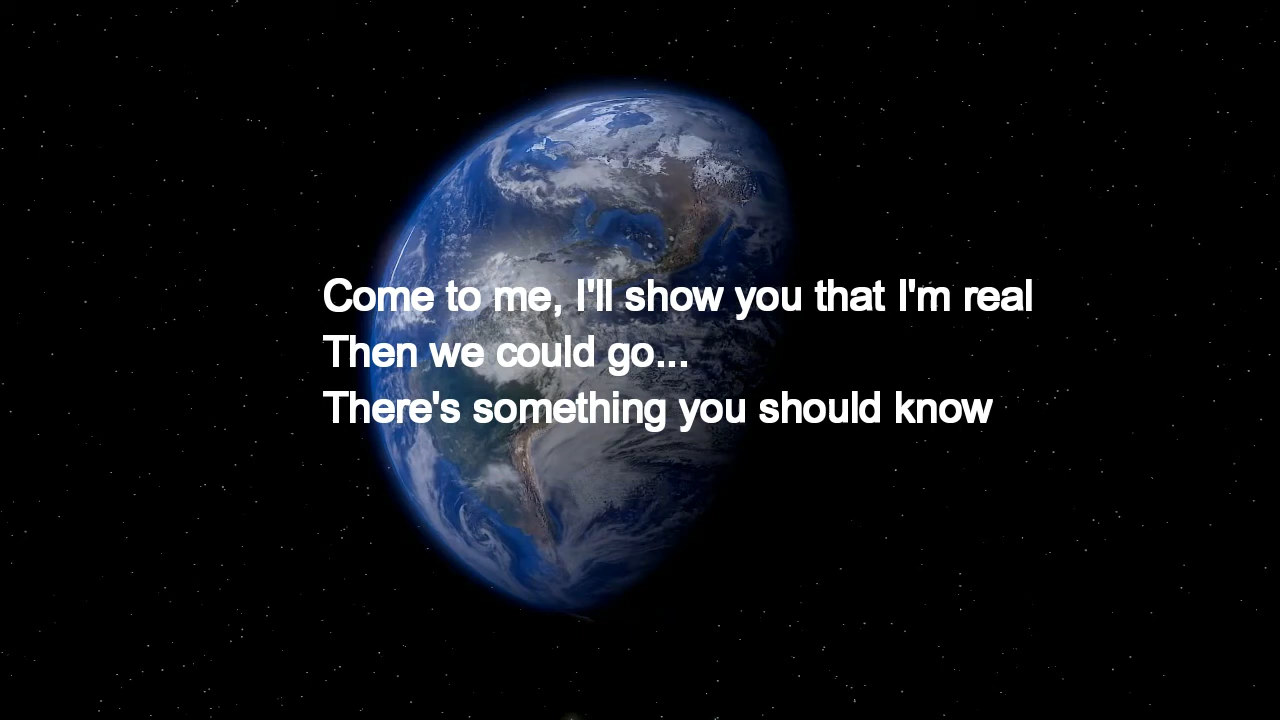 Come to me, I'll show you that I'm real
Then we could go...
There's something you should know